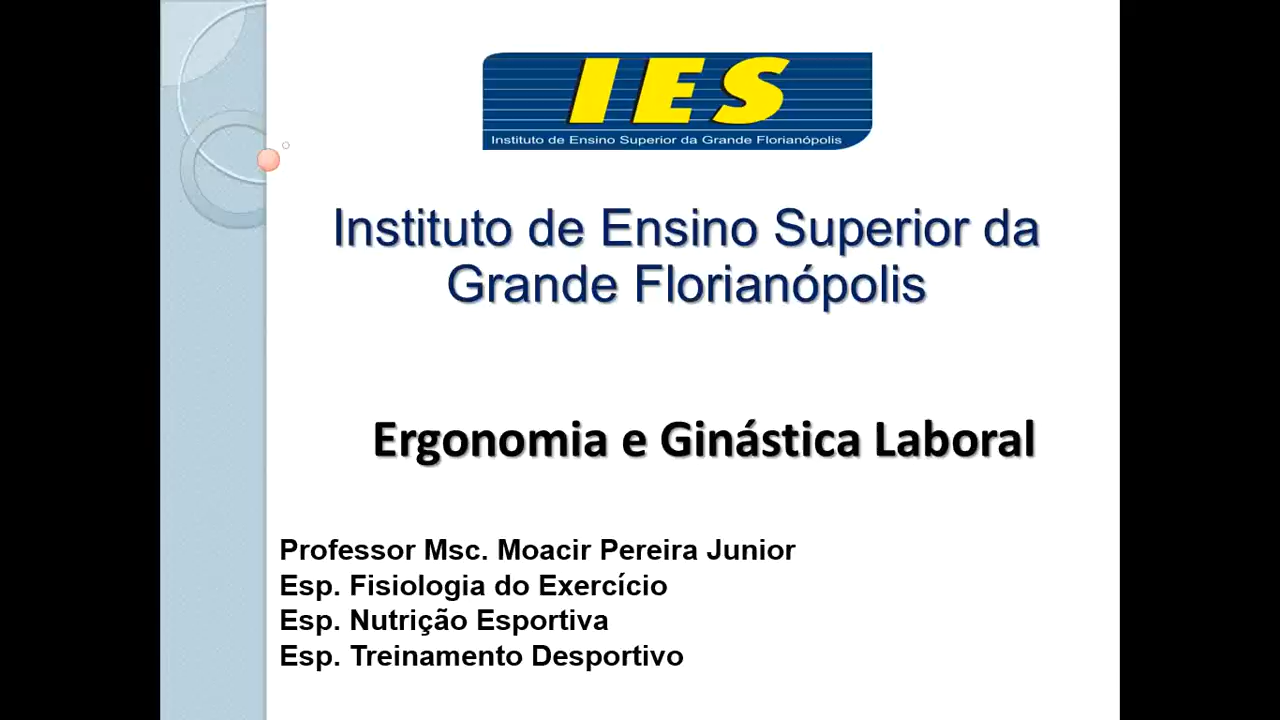 IES
Instituto de Ensino Superior da Grande Florianópolis
Instituto de Ensino Superior da
Grande Florianópolis
Ergonomia e Ginástica Laboral
Professor Msc. Moacir Pereira Junior
Esp. Fisiologia do Exercício
Esp. Nutrição Esportiva
Esp. Treinamento Desportivo